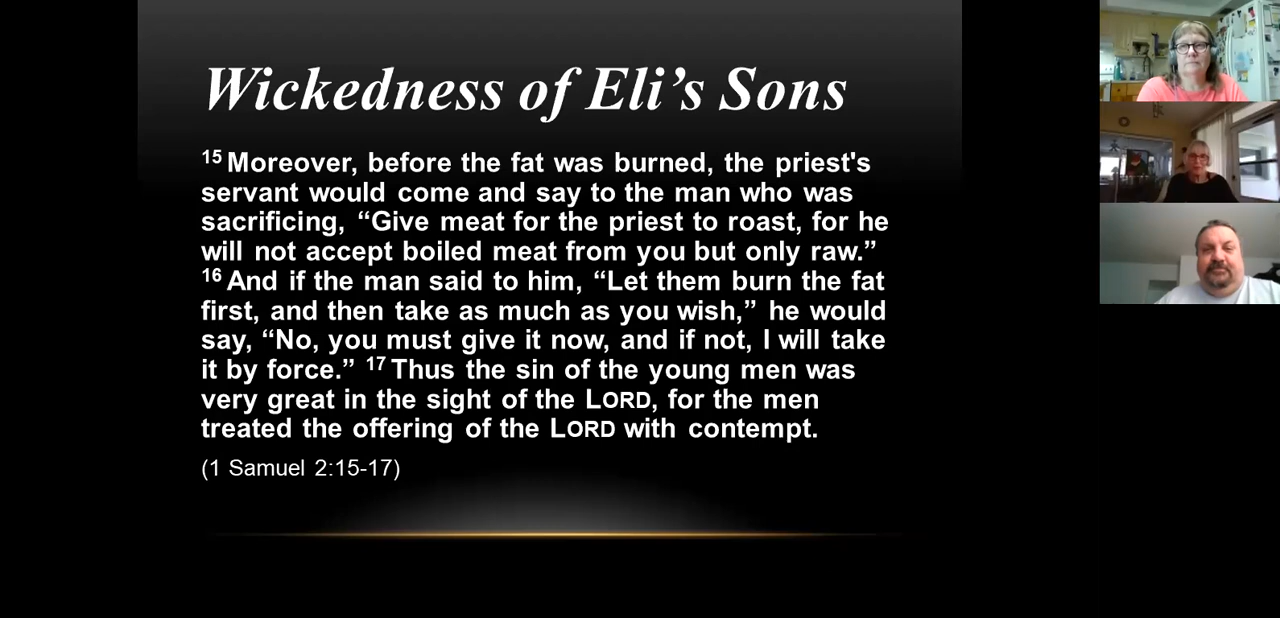 Wickedness of Eli’s Sons
15 Moreover, before the fat was burned, the priest's
servant would come and say to the man who was
sacrificing, “Give meat for the priest to roast, for he
will not accept boiled meat from you but only raw.”
16 And if the man said to him, “Let them burn the fat
first, and then take as much as you wish,” he would
say, “No, you must give it now, and if not, I will take
it by force.” 17 Thus the sin of the young men was
very great in the sight of the LORD, for the men
treated the offering of the LORD with contempt.
(1 Samuel 2:15-17)